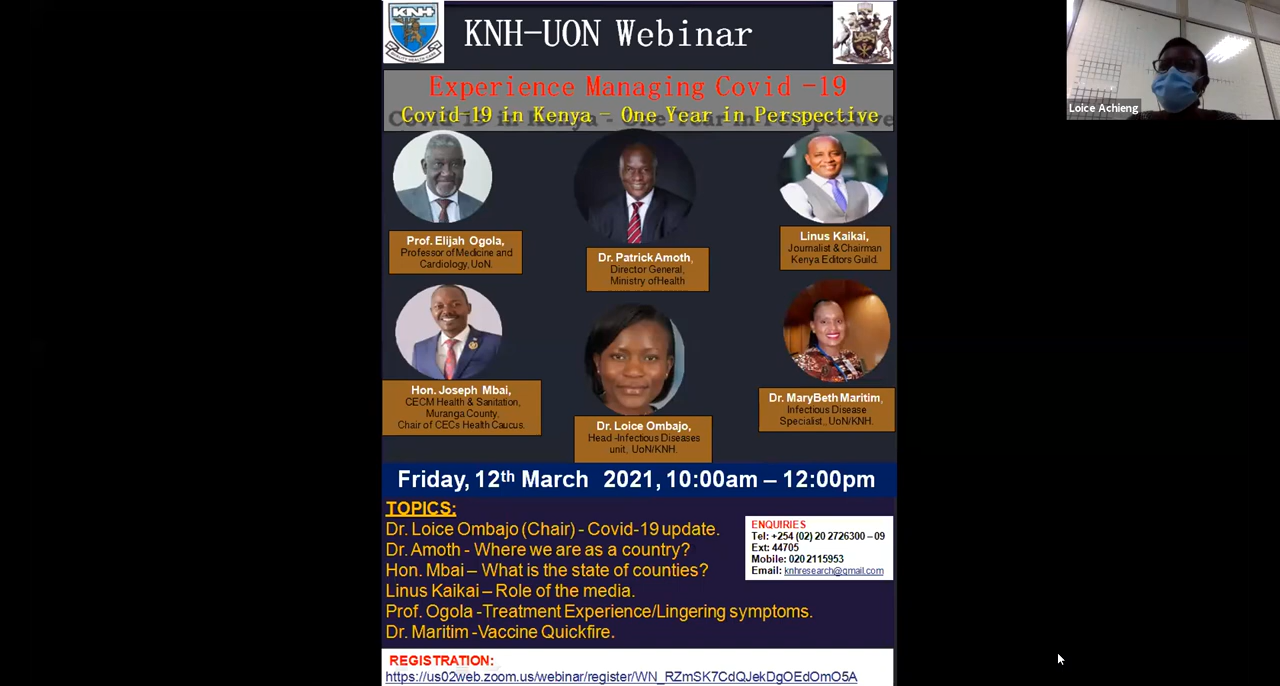 KNH
KNH-UON Webinar
Experience Managing Covid -19
Covid-19 in Kenya - One Year in Perspective
Loice Achieng
Prof. Elijah Ogola,
Professor of Medicine and
Cardiology, UoN.
Dr. Patrick Amoth,
Director General,
Ministry of Health
Linus Kaikai,
Journalist & Chairman
Kenya Editors Guild.
Hon. Joseph Mbai,
CECM Health & Sanitation,
Muranga County.
Chair of CECs Health Caucus.
Dr. Loice Ombajo,
Head -Infectious Diseases
unit, UoN/KNH.
Dr. MaryBeth Maritim,
Infectious Disease
Specialist, UoN/KNH.
Friday, 12th March 2021, 10:00am – 12:00pm
TOPICS:
Dr. Loice Ombajo (Chair) - Covid-19 update.
Dr. Amoth - Where we are as a country?
Hon. Mbai – What is the state of counties?
Linus Kaikai – Role of the media.
Prof. Ogola -Treatment Experience/Lingering symptoms.
Dr. Maritim -Vaccine Quickfire.
ENQUIRIES
Tel: +254 (02) 20 2726300 – 09
Ext: 44705
Mobile: 020 2115953
Email: knhresearch@gmail.com
REGISTRATION:
https://us02web.zoom.us/webinar/register/WN_RZmSK7CdQJekDgOEdOmO5A